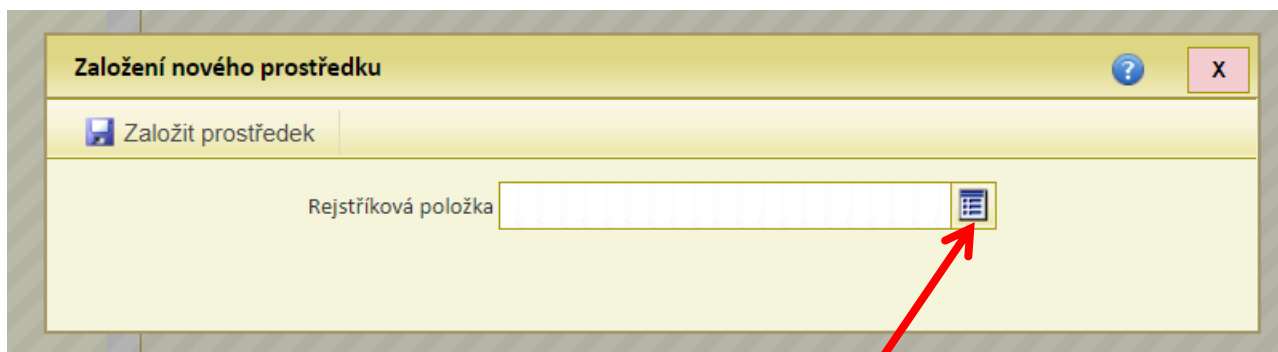 Založení nového prostředku
?
X
Založit prostředek
Rejstříková položka